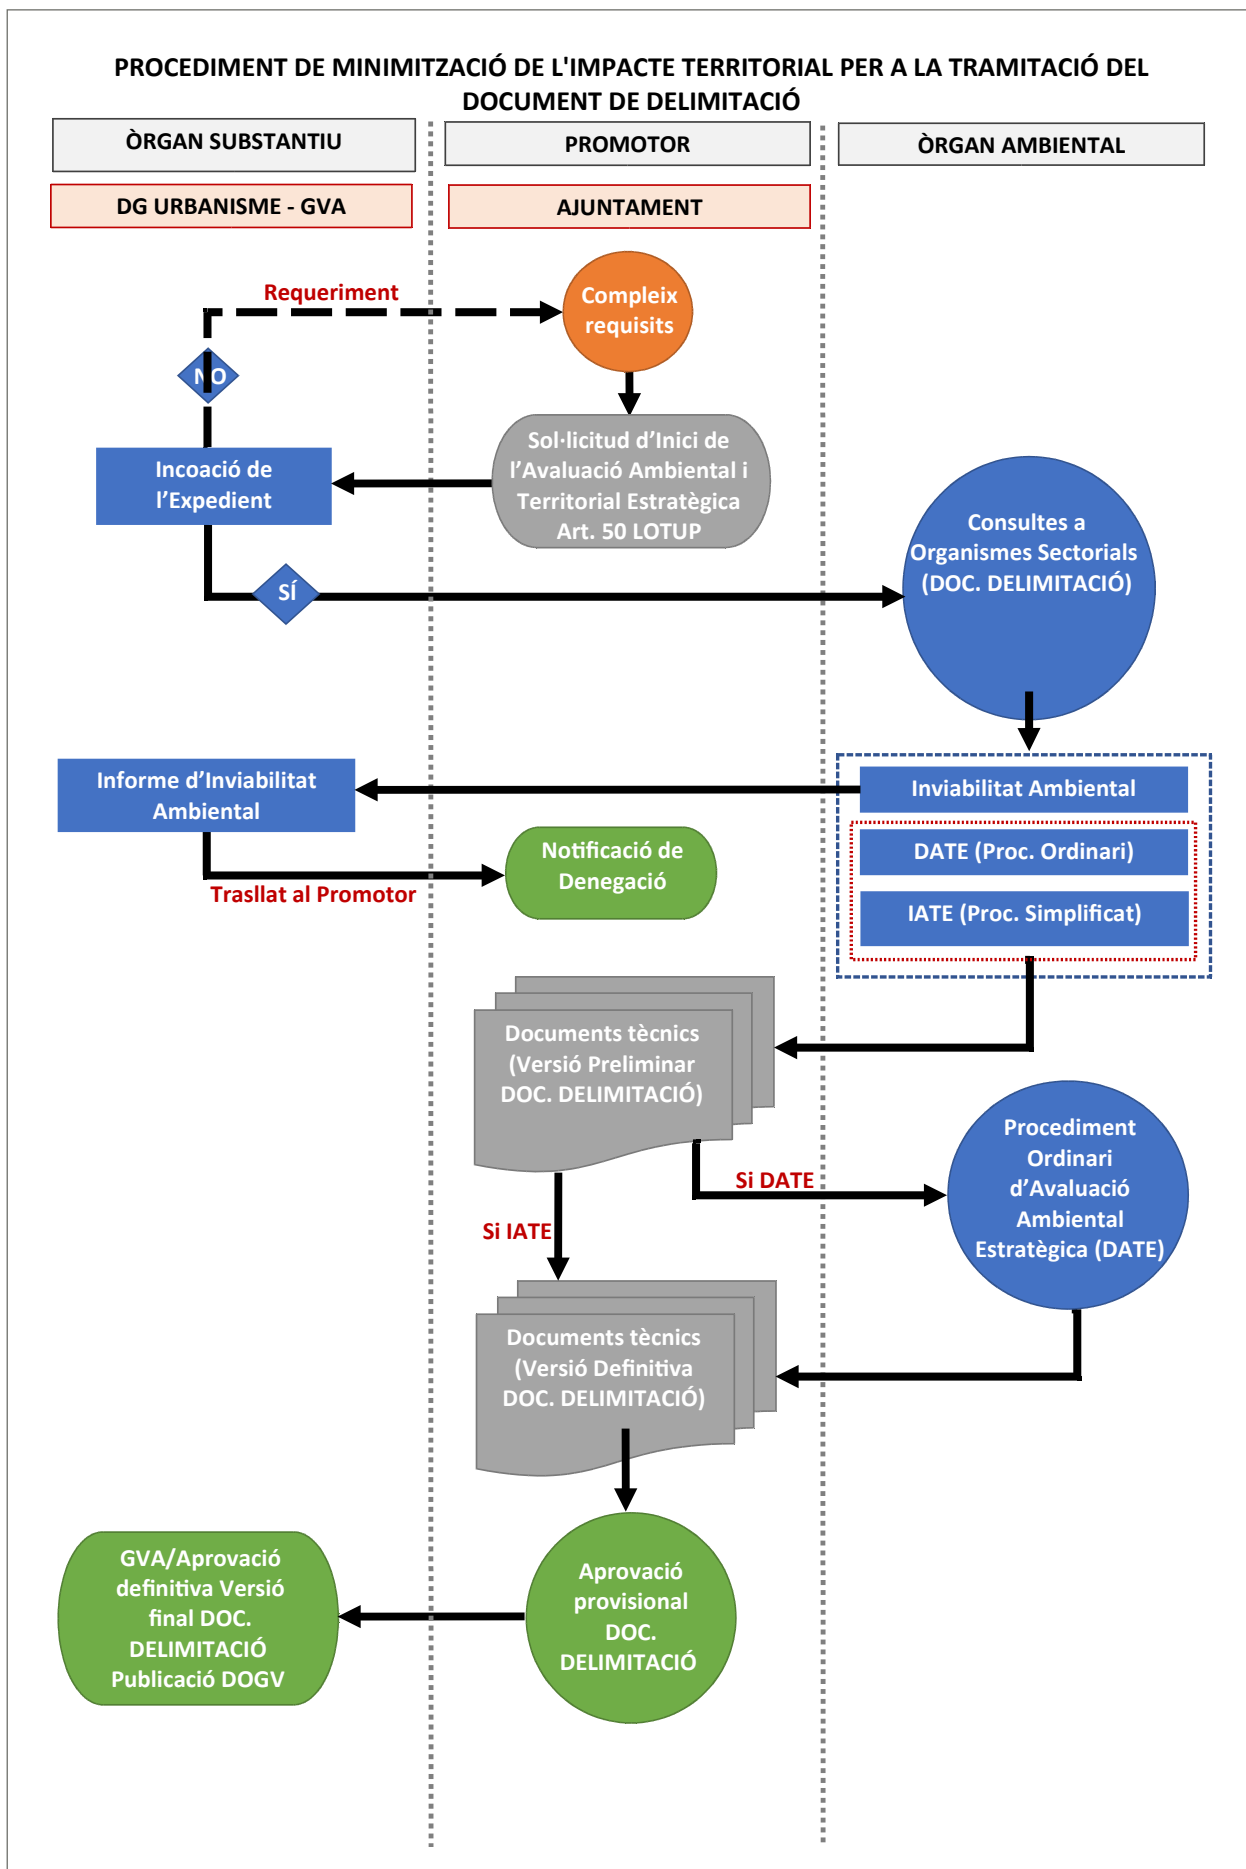 PROCEDIMENT DE MINIMITZACIÓ DE L'IMPACTE TERRITORIAL PER A LA TRAMITACIÓ DEL
DOCUMENT DE DELIMITACIÓ
ÒRGAN SUBSTANTIU
PROMOTOR
ÒRGAN AMBIENTAL
DG URBANISME - GVA
AJUNTAMENT
Requeriment
Compleix
requisits
NO
Sol·licitud d’Inici de
l’Avaluació Ambiental i
Territorial Estratègica
Art. 50 LOTUP
Incoació de
l’Expedient
Consultes a
Organismes Sectorials
(DOC. DELIMITACIÓ)
SÍ
Informe d’Inviabilitat
Ambiental
Inviabilitat Ambiental
DATE (Proc. Ordinari)
IATE (Proc. Simplificat)
Notificació de
Denegació
Trasllat al Promotor
Documents tècnics
(Versió Preliminar
DOC. DELIMITACIÓ)
Si DATE
Procediment
Ordinari
d’Avaluació
Ambiental
Estratègica (DATE)
Si IATE
Documents tècnics
(Versió Definitiva
DOC. DELIMITACIÓ)
Aprovació
provisional
DOC.
DELIMITACIÓ
GVA/Aprovació
definitiva Versió
final DOC.
DELIMITACIÓ
Publicació DOGV